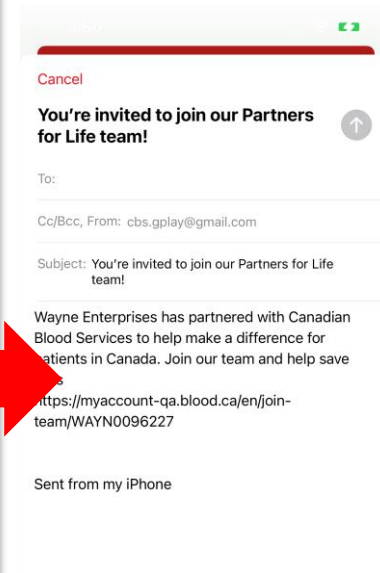 Cancel
You're invited to join our Partners
for Life team!
To:
Cc/Bcc, From: cbs.gplay@gmail.com
Subject: You're invited to join our Partners for Life
team!
Wayne Enterprises has partnered with Canadian
Blood Services to help make a difference for
patients in Canada. Join our team and help save
https://myaccount-qa.blood.ca/en/join-
team/WAYN0096227
Sent from my iPhone